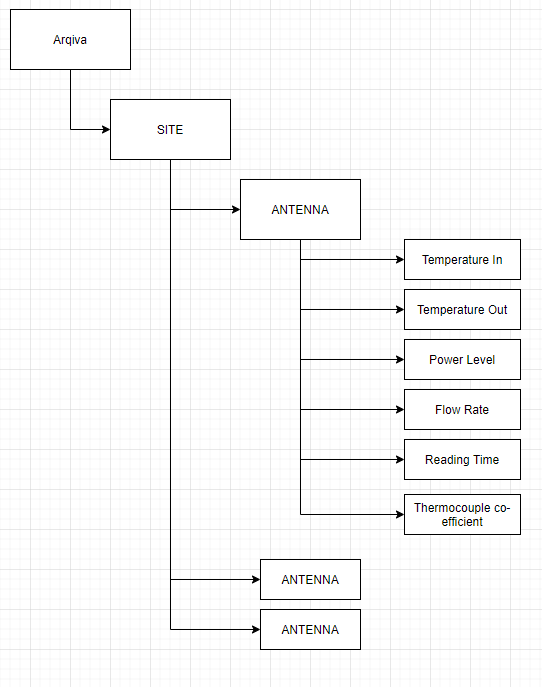 Arqiva
SITE
ANTENNA
Temperature In
Temperature Out
Power Level
Flow Rate
Reading Time
Thermocouple co-
efficient
ANTENNA
ANTENNA